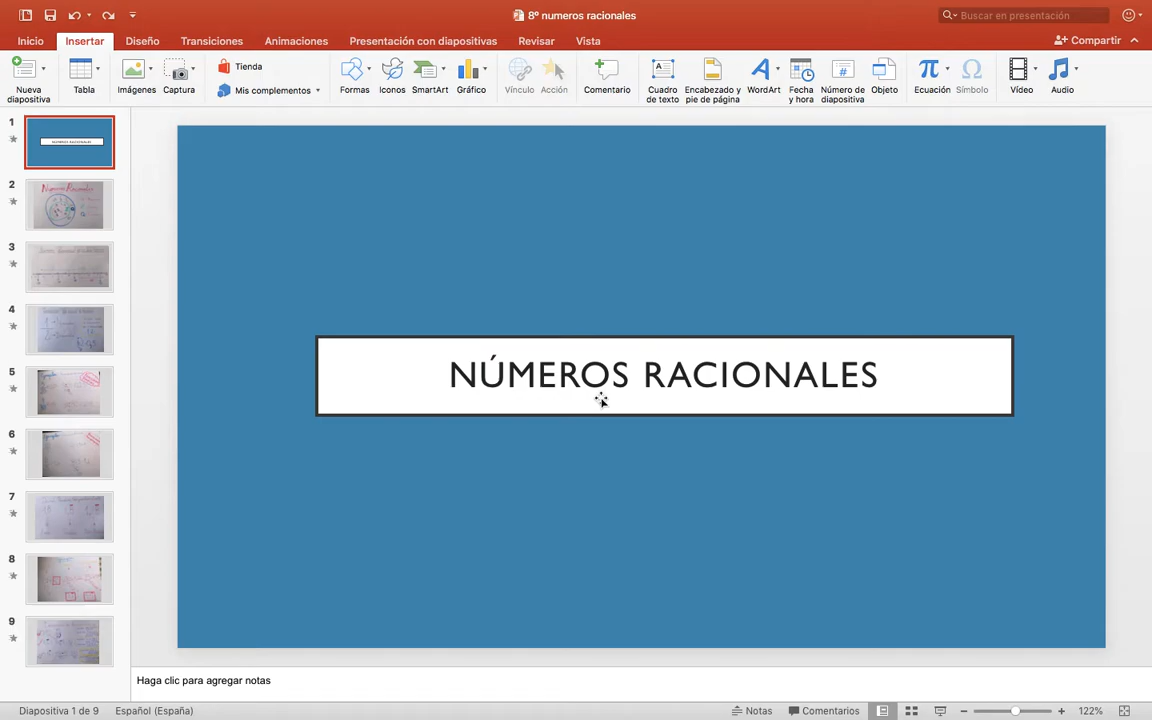 8º numeros racionales
Buscar en presentación
Inicio
Insertar
Diseño
Transiciones
Animaciones
Presentación con diapositivas
Revisar
Vista
Compartir
Nueva
diapositiva
Tabla
Imágenes
Captura
Tienda
Mis complementos
Formas
Iconos
SmartArt
Gráfico
Vínculo
Acción
Comentario
Cuadro
de texto
Encabezado y
pie de página
WordArt
Fecha
y hora
Número de
diapositiva
Objeto
Ecuación
Símbolo
Vídeo
Audio
1
2
3
4
5
6
7
8
9
NÚMEROS RACIONALES
Haga clic para agregar notas
Diapositiva 1 de 9
Español (España)
Notas
Comentarios
122%